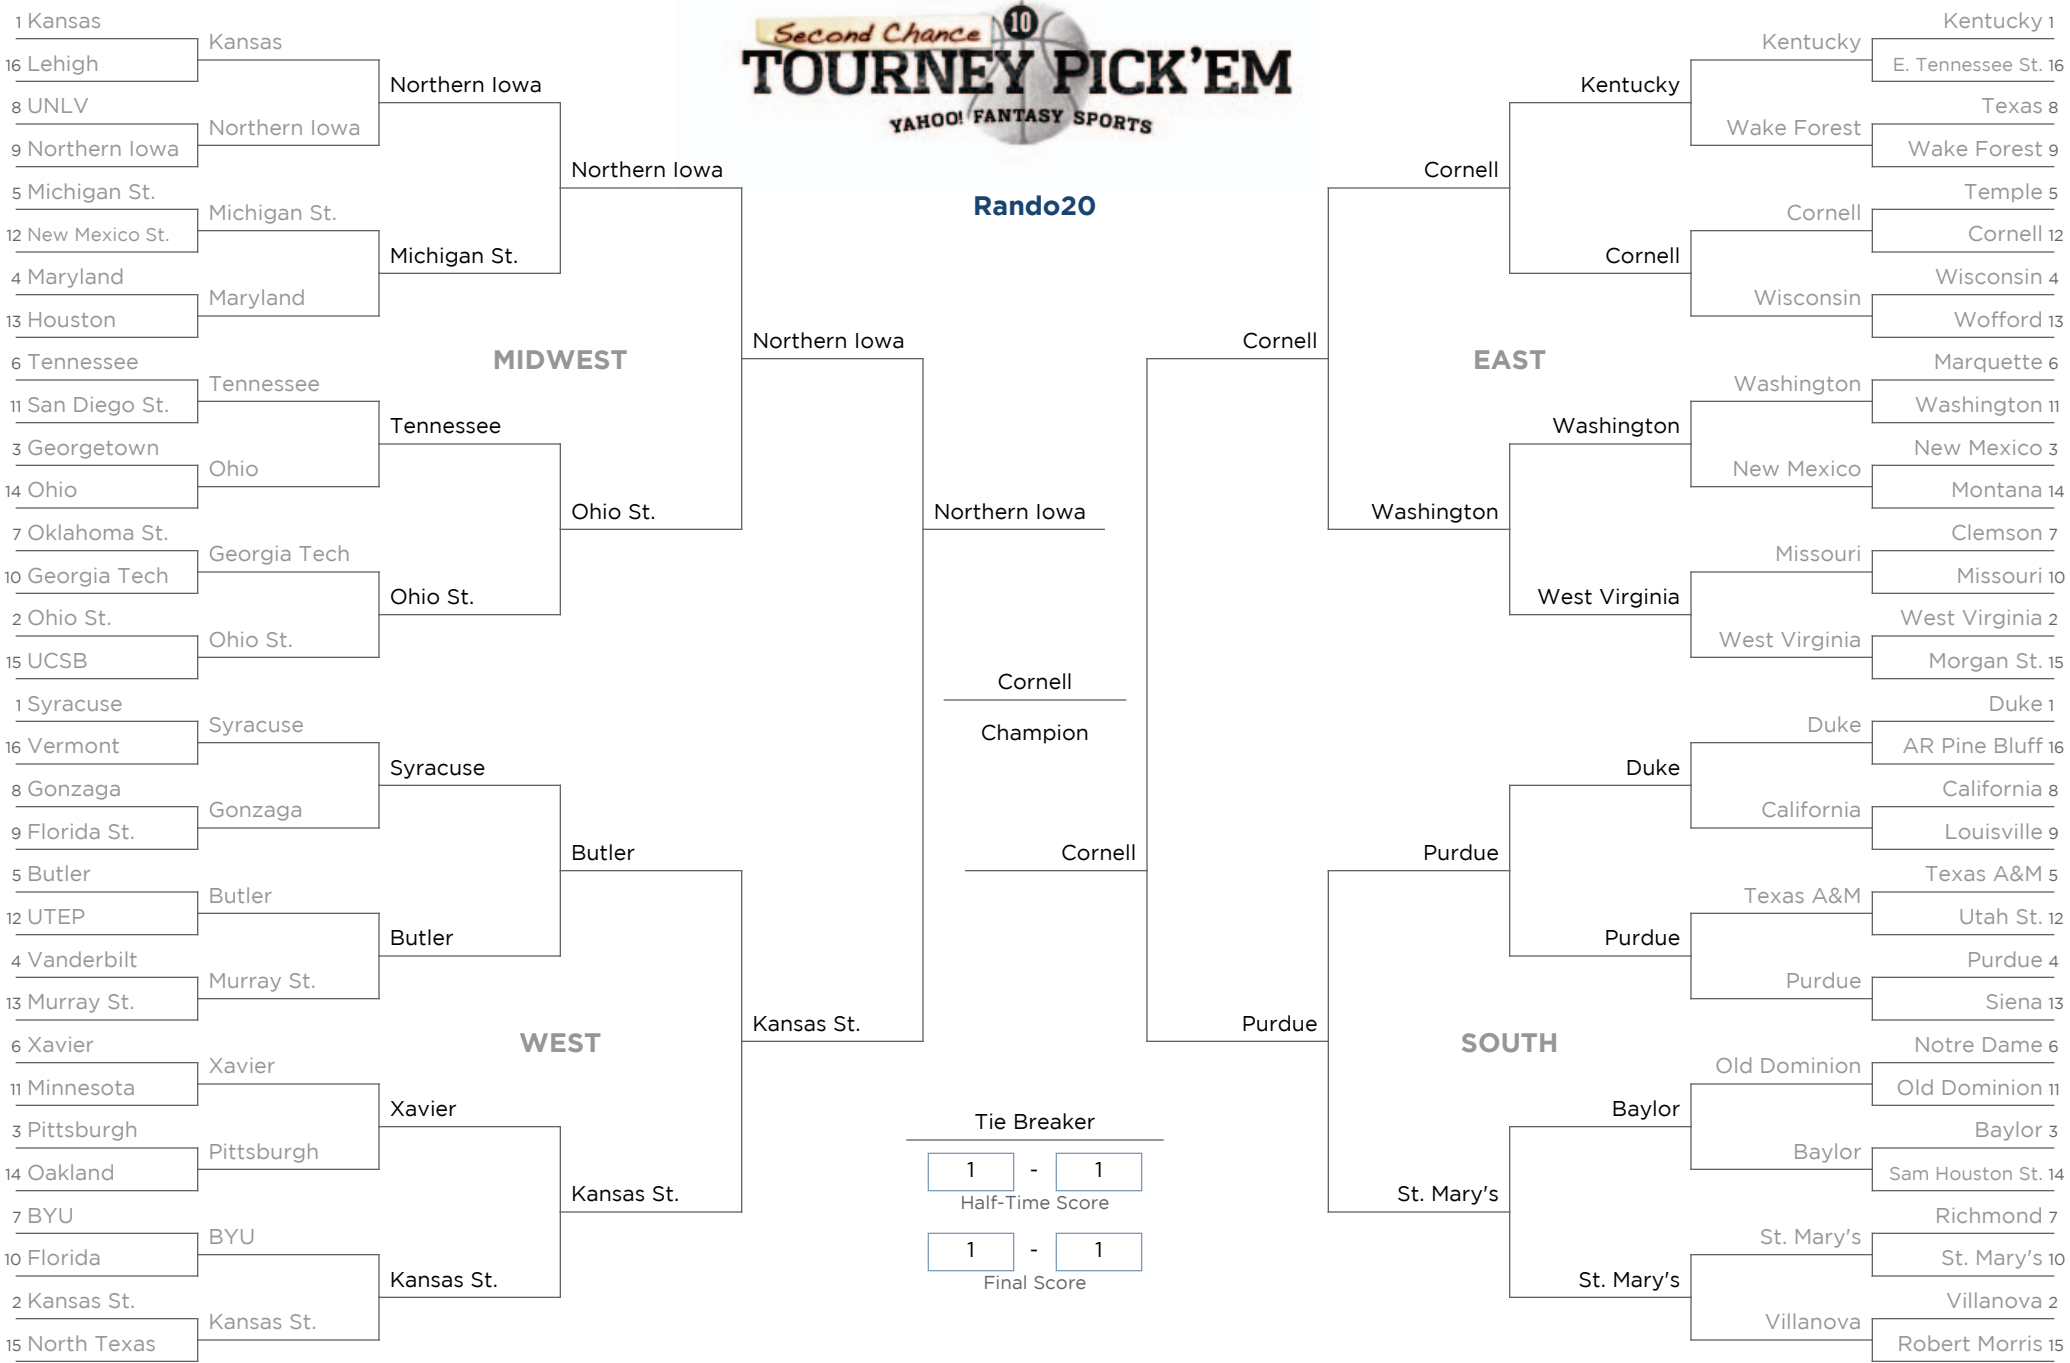 Second Chance 10
TOURNEY PICK'EM
YAHOO! FANTASY SPORTS
Rando20
1 Kansas
16 Lehigh
8 UNLV
9 Northern Iowa
5 Michigan St.
12 New Mexico St.
4 Maryland
13 Houston
6 Tennessee
11 San Diego St.
3 Georgetown
14 Ohio
7 Oklahoma St.
10 Georgia Tech
2 Ohio St.
15 UCSB
Kansas
Northern Iowa
Michigan St.
Maryland
Tennessee
Ohio
Georgia Tech
Ohio St.
Northern Iowa
Michigan St.
Tennessee
Ohio St.
Northern Iowa
Ohio St.
Northern Iowa
MIDWEST
1 Syracuse
16 Vermont
8 Gonzaga
9 Florida St.
5 Butler
12 UTEP
4 Vanderbilt
13 Murray St.
6 Xavier
11 Minnesota
3 Pittsburgh
14 Oakland
7 BYU
10 Florida
2 Kansas St.
15 North Texas
Syracuse
Gonzaga
Butler
Murray St.
Xavier
Pittsburgh
BYU
Kansas St.
Syracuse
Butler
Xavier
Kansas St.
Butler
Kansas St.
Kansas St.
WEST
Northern Iowa
Cornell
Champion
Cornell
Tie Breaker
1 - 1
Half-Time Score
1 - 1
Final Score
Kentucky 1
E. Tennessee St. 16
Texas 8
Wake Forest 9
Temple 5
Cornell 12
Wisconsin 4
Wofford 13
Marquette 6
Washington 11
New Mexico 3
Montana 14
Clemson 7
Missouri 10
West Virginia 2
Morgan St. 15
Kentucky
Wake Forest
Cornell
Wisconsin
Washington
New Mexico
Missouri
West Virginia
Kentucky
Cornell
Washington
West Virginia
Cornell
Washington
Cornell
EAST
Duke 1
AR Pine Bluff 16
California 8
Louisville 9
Texas A&M 5
Utah St. 12
Purdue 4
Siena 13
Notre Dame 6
Old Dominion 11
Baylor 3
Sam Houston St. 14
Richmond 7
St. Mary's 10
Villanova 2
Robert Morris 15
Duke
California
Texas A&M
Purdue
Old Dominion
Baylor
St. Mary's
Villanova
Duke
Purdue
Baylor
St. Mary's
Purdue
St. Mary's
Purdue
SOUTH